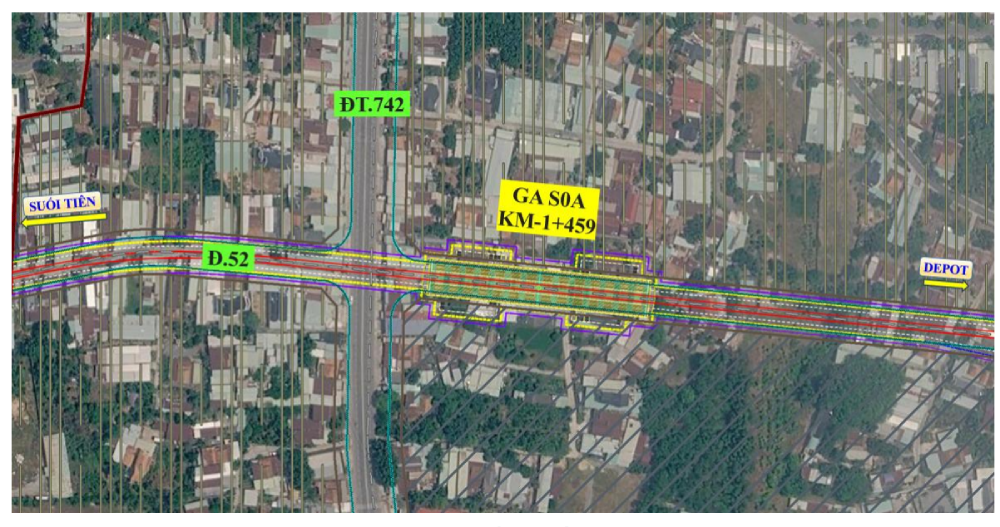 ĐT.742
GA S0A
KM-1+459
SUỐI TIÊN
Đ.52
DEPOT